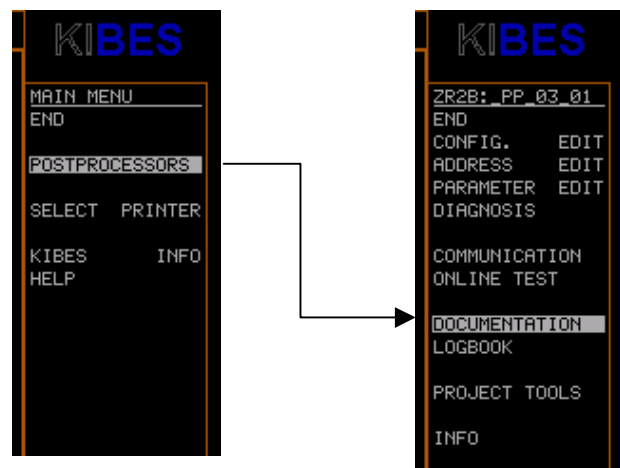 KIBES
MAIN MENU
END
POSTPROCESSORS
SELECT PRINTER
KIBES INFO
HELP
KIBES
ZR2B:_PP_03_01
END
CONFIG. EDIT
ADDRESS EDIT
PARAMETER EDIT
DIAGNOSIS
COMMUNICATION
ONLINE TEST
DOCUMENTATION
LOGBOOK
PROJECT TOOLS
INFO